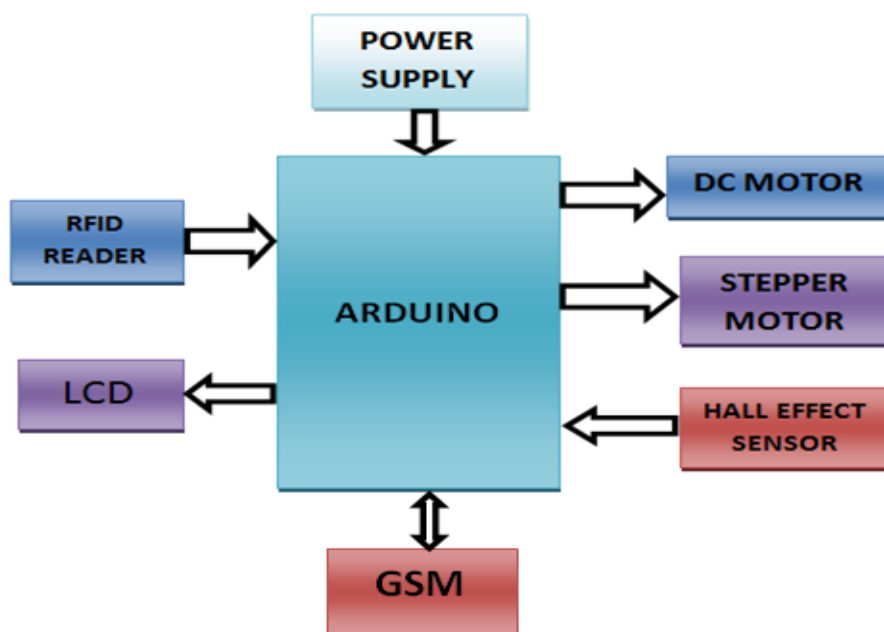 POWER
SUPPLY
RFID
READER
DC MOTOR
ARDUINO
STEPPER
MOTOR
LCD
HALL EFFECT
SENSOR
GSM